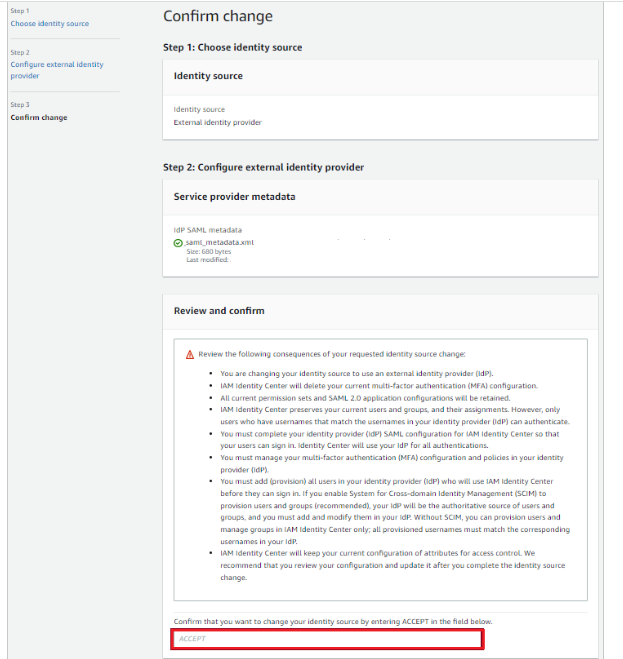 Step 1
Choose identity source
Step 2
Configure external identity
provider
Step 3
Confirm change
Confirm change
Step 1: Choose identity source
Identity source
Identity source
External identity provider
Step 2: Configure external identity provider
Service provider metadata
IdP SAML metadata
saml_metadata.xml
Size: 680 bytes
Last modified:
Review and confirm
Review the following consequences of your requested identity source change:
• You are changing your identity source to use an external identity provider (IdP).
• IAM Identity Center will delete your current multi-factor authentication (MFA) configuration.
• All current permission sets and SAML 2.0 application configurations will be retained.
• IAM Identity Center preserves your current users and groups, and their assignments. However, only
users who have usernames that match the usernames in your identity provider (IdP) can authenticate.
• You must complete your identity provider (IdP) SAML configuration for IAM Identity Center so that
your users can sign in. Identity Center will use your IdP for all authentications.
• You must manage your multi-factor authentication (MFA) configuration and policies in your identity
provider (IdP).
• You must add (provision) all users in your identity provider (IdP) who will use IAM Identity Center
before they can sign in. If you enable System for Cross-domain Identity Management (SCIM) to
provision users and groups (recommended), your IdP will be the authoritative source of users and
groups, and you must add and modify them in your IdP. Without SCIM, you can provision users and
manage groups in IAM Identity Center only; all provisioned usernames must match the corresponding
usernames in your IdP.
• IAM Identity Center will keep your current configuration of attributes for access control. We
recommend that you review your configuration and update it after you complete the identity source
change.
Confirm that you want to change your identity source by entering ACCEPT in the field below.
ACCEPT